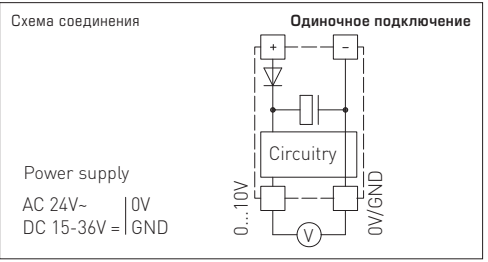 Схема соединения
Одиночное подключение
+ −
Circuitry
Power supply
AC 24V~ | 0V
DC 15-36V = | GND
0...10V
0V/GND
V